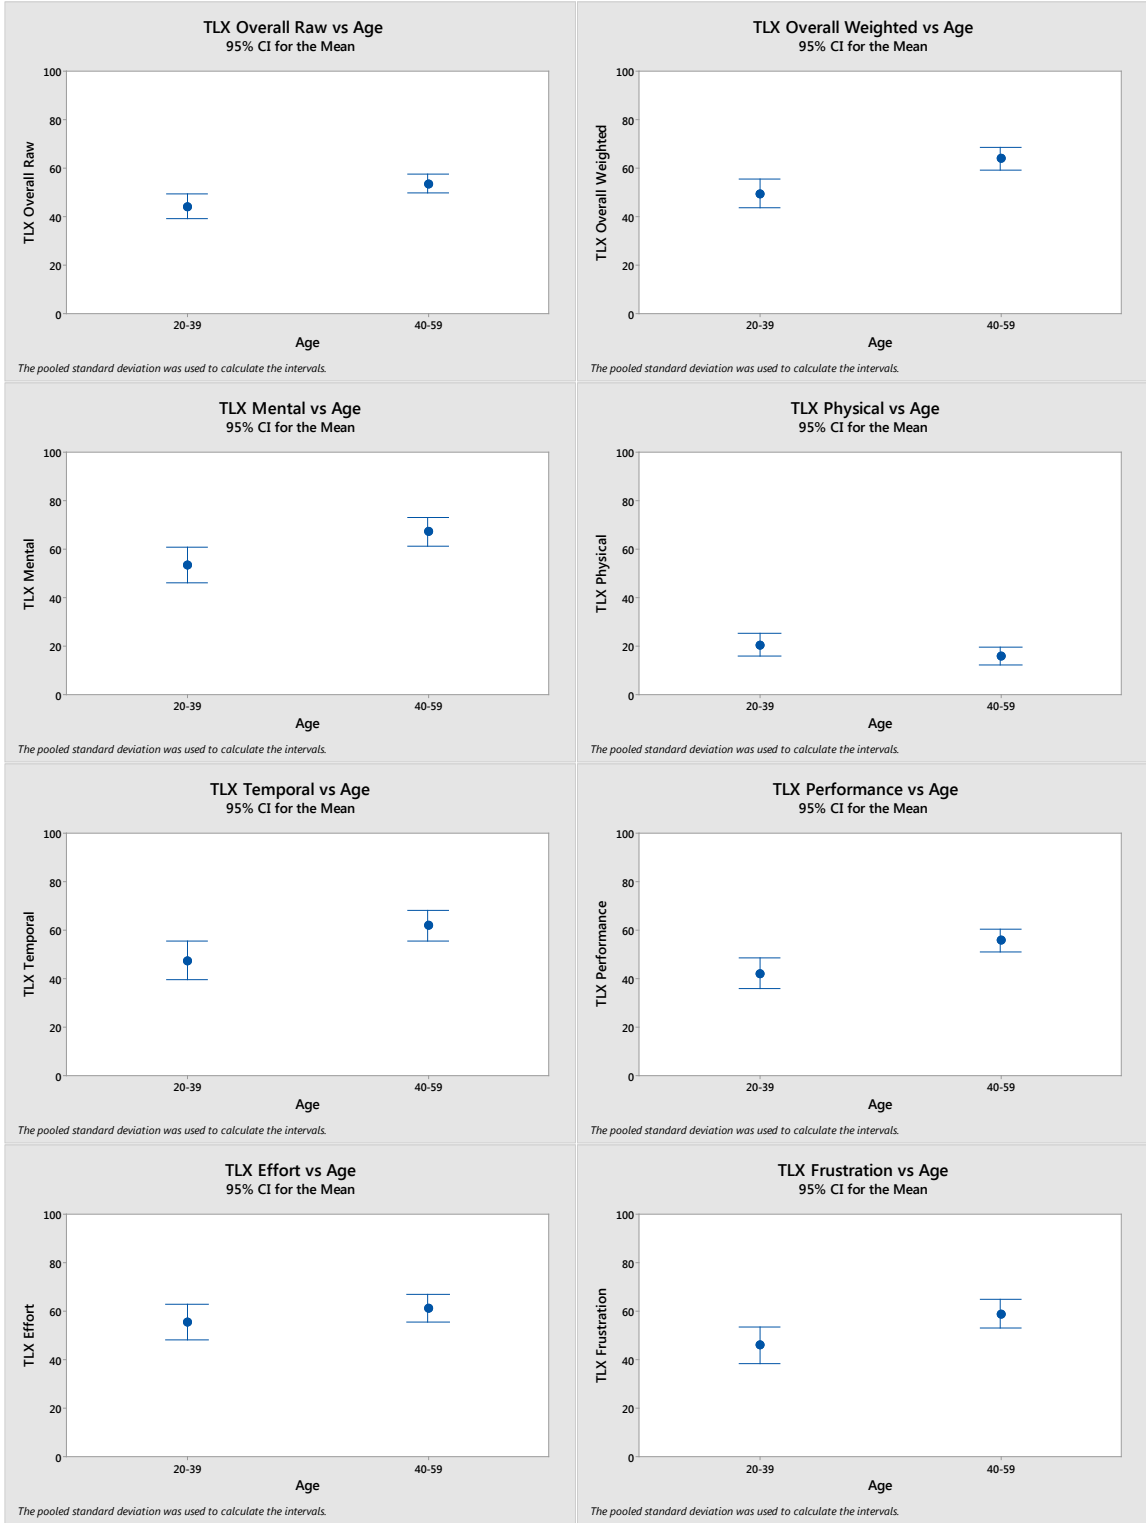 TLX Overall Raw vs Age
95% CI for the Mean
100
80
60
40
20
0
TLX Overall Raw
20-39
40-59
Age
The pooled standard deviation was used to calculate the intervals.
TLX Overall Weighted vs Age
95% CI for the Mean
100
80
60
40
20
0
TLX Overall Weighted
20-39
40-59
Age
The pooled standard deviation was used to calculate the intervals.
TLX Mental vs Age
95% CI for the Mean
100
80
60
40
20
0
TLX Mental
20-39
40-59
Age
The pooled standard deviation was used to calculate the intervals.
TLX Physical vs Age
95% CI for the Mean
100
80
60
40
20
0
TLX Physical
20-39
40-59
Age
The pooled standard deviation was used to calculate the intervals.
TLX Temporal vs Age
95% CI for the Mean
100
80
60
40
20
0
TLX Temporal
20-39
40-59
Age
The pooled standard deviation was used to calculate the intervals.
TLX Performance vs Age
95% CI for the Mean
100
80
60
40
20
0
TLX Performance
20-39
40-59
Age
The pooled standard deviation was used to calculate the intervals.
TLX Effort vs Age
95% CI for the Mean
100
80
60
40
20
0
TLX Effort
20-39
40-59
Age
The pooled standard deviation was used to calculate the intervals.
TLX Frustration vs Age
95% CI for the Mean
100
80
60
40
20
0
TLX Frustration
20-39
40-59
Age
The pooled standard deviation was used to calculate the intervals.